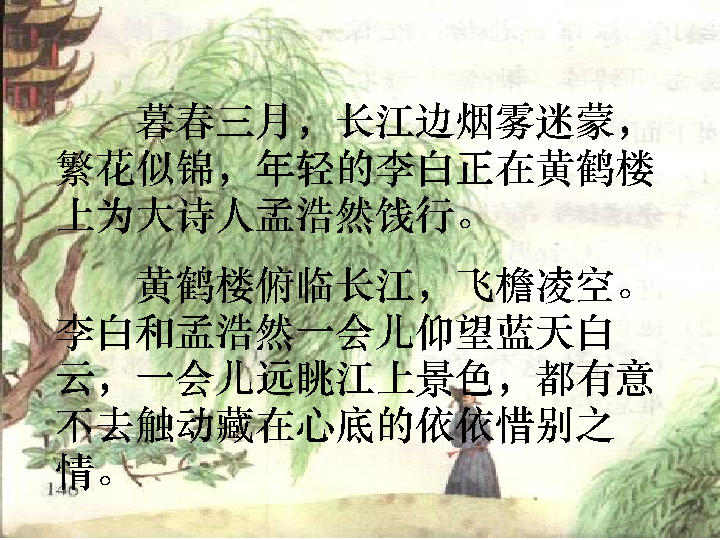 暮春三月，长江边烟雾迷蒙，
繁花似锦，年轻的李白正在黄鹤楼
上为大诗人孟浩然饯行。
黄鹤楼俯临长江，飞檐凌空。
李白和孟浩然一会儿仰望蓝天白
云，一会儿远眺江上景色，都有意
不去触动藏在心底的依依惜别之
情。
146